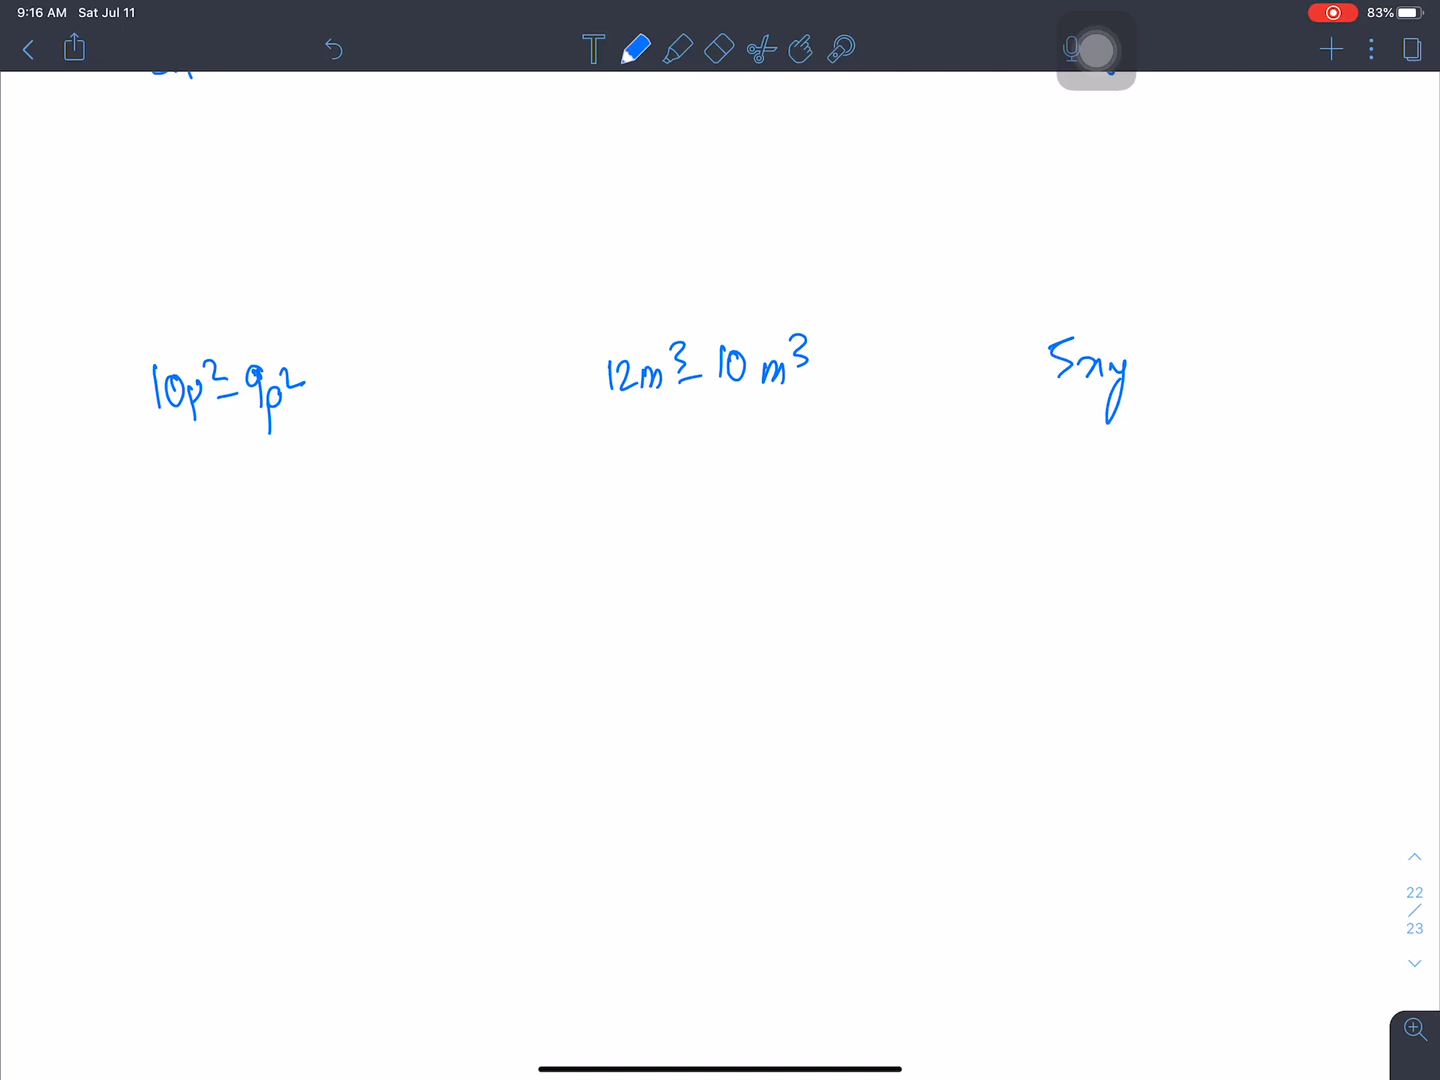 9:16 AM Sat Jul 11
83%
10p² - 9p²
12m³ - 10m³
5xy
22
/
23